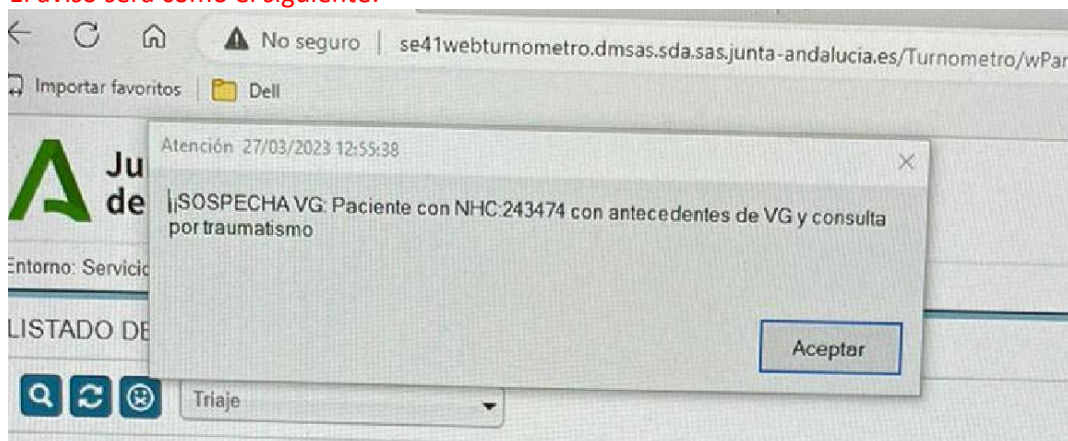 El aviso será como el siguiente:
No seguro | se41webturnometro.dmsas.sda.sas.junta-andalucia.es/Turnometro/wPar
Importar favoritos
Dell
Atención 27/03/2023 12:55:38
Ju
de
¡¡SOSPECHA VG: Paciente con NHC:243474 con antecedentes de VG y consulta
por traumatismo
Entorno: Servicio
LISTADO DE
Aceptar
Triaje